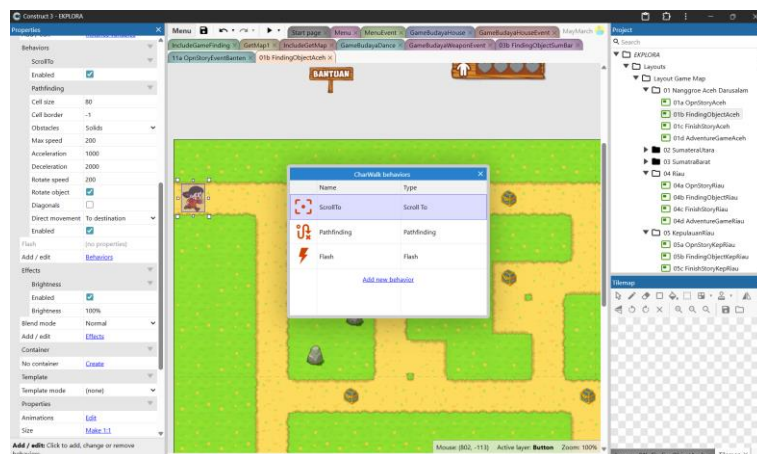 Construct 3 - EKPLORA
Properties
Behaviors
ScrollTo
Enabled
Pathfinding
Cell size 80
Cell border -1
Obstacles Solids
Max speed 200
Acceleration 1000
Deceleration 2000
Rotate speed 200
Rotate object
Diagonals
Direct movement To destination
Enabled
Flash (no properties)
Add / edit Behaviors
Effects
Brightness
Enabled
Brightness 100%
Blend mode Normal
Add / edit Effects
Container
No container Create
Template
Template mode (none)
Properties
Animations Edit
Size Make 1:1
Add / edit: Click to add, change or remove
Menu
Start page
Menu
MenuEvent
GameBudayaHouse
GameBudayaHouseEvent
MayMarch
IncludeGameFinding
GetMap1
IncludeGetMap
GameBudayaDance
GameBudayaWeaponEvent
03b FindingObjectSumBar
11a OprnStoryEventBanten
01b FindingObjectAceh
BANTUAN
CharWalk behaviors
Name Type
ScrollTo Scroll To
Pathfinding Pathfinding
Flash Flash
Add new behavior
Mouse: (802, -113) Active layer: Button Zoom: 100%
Project
Search
EKPLORA
Layouts
Layout Game Map
01 Nanggroe Aceh Darusalam
01a OprnStoryAceh
01b FindingObjectAceh
01c FinishStoryAceh
01d AdventureGameAceh
02 SumateraUtara
03 SumatraBarat
04 Riau
04a OprnStoryRiau
04b FindingObjectRiau
04c FinishStoryRiau
04d AdventureGameRiau
05 KepulauanRiau
05a OprnStoryKepRiau
05b FindingObjectKepRiau
05c FinishStoryKepRiau
Tilemap